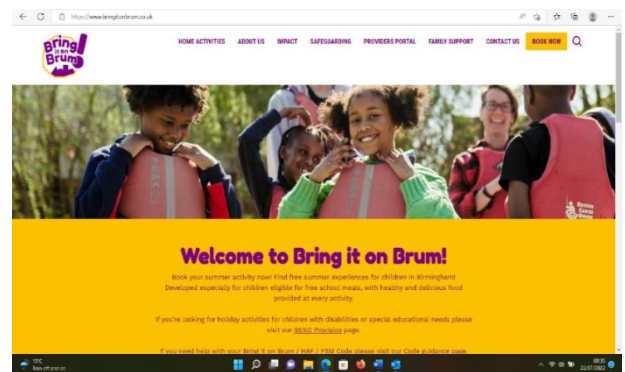 https://www.bringitonbrum.co.uk
Bring
it on
Brum
HOME ACTIVITIES ABOUT US IMPACT SAFEGUARDING PROVIDERS PORTAL FAMILY SUPPORT CONTACT US BOOK NOW
Welcome to Bring it on Brum!
Book your summer activity now! Find free summer experiences for children in Birmingham!
Developed especially for children eligible for free school meals, with healthy and delicious food
provided at every activity.
If you're looking for holiday activities for children with disabilities or special educational needs please
visit our SEND Provision page.
If you need help with your Bring it on Brum / HAF / FSM Code please visit our Code guidance page.
19°C
Rain off and on
08:35
22/07/2022